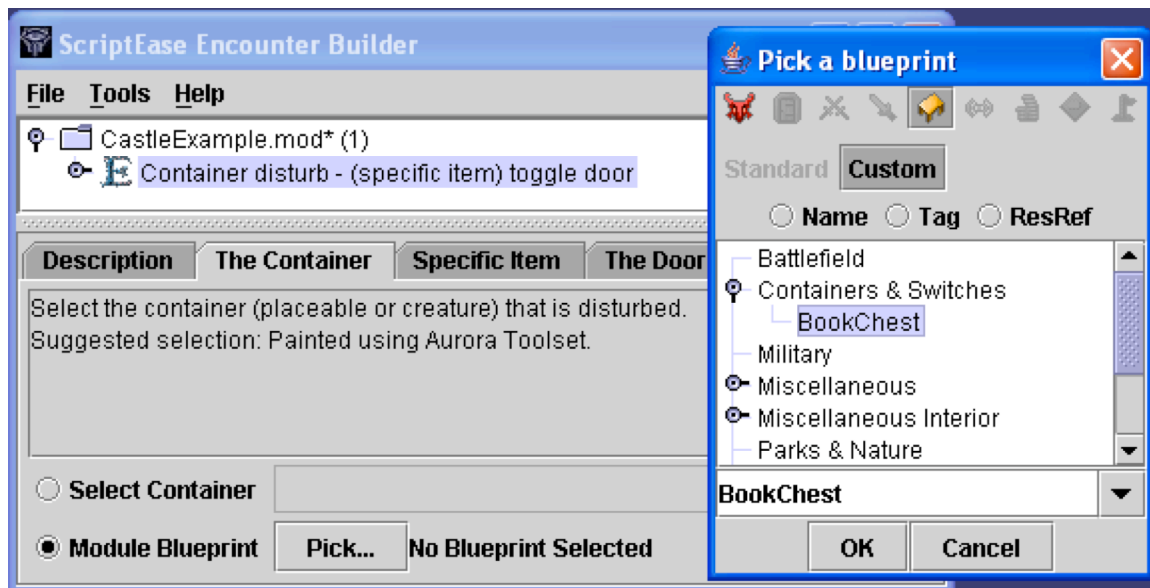 ScriptEase Encounter Builder
File Tools Help
CastleExample.mod* (1)
E Container disturb - (specific item) toggle door
Description The Container Specific Item The Door
Select the container (placeable or creature) that is disturbed.
Suggested selection: Painted using Aurora Toolset.
Select Container
Module Blueprint Pick... No Blueprint Selected
Pick a blueprint
Standard Custom
Name Tag ResRef
Battlefield
Containers & Switches
BookChest
Military
Miscellaneous
Miscellaneous Interior
Parks & Nature
BookChest
OK Cancel